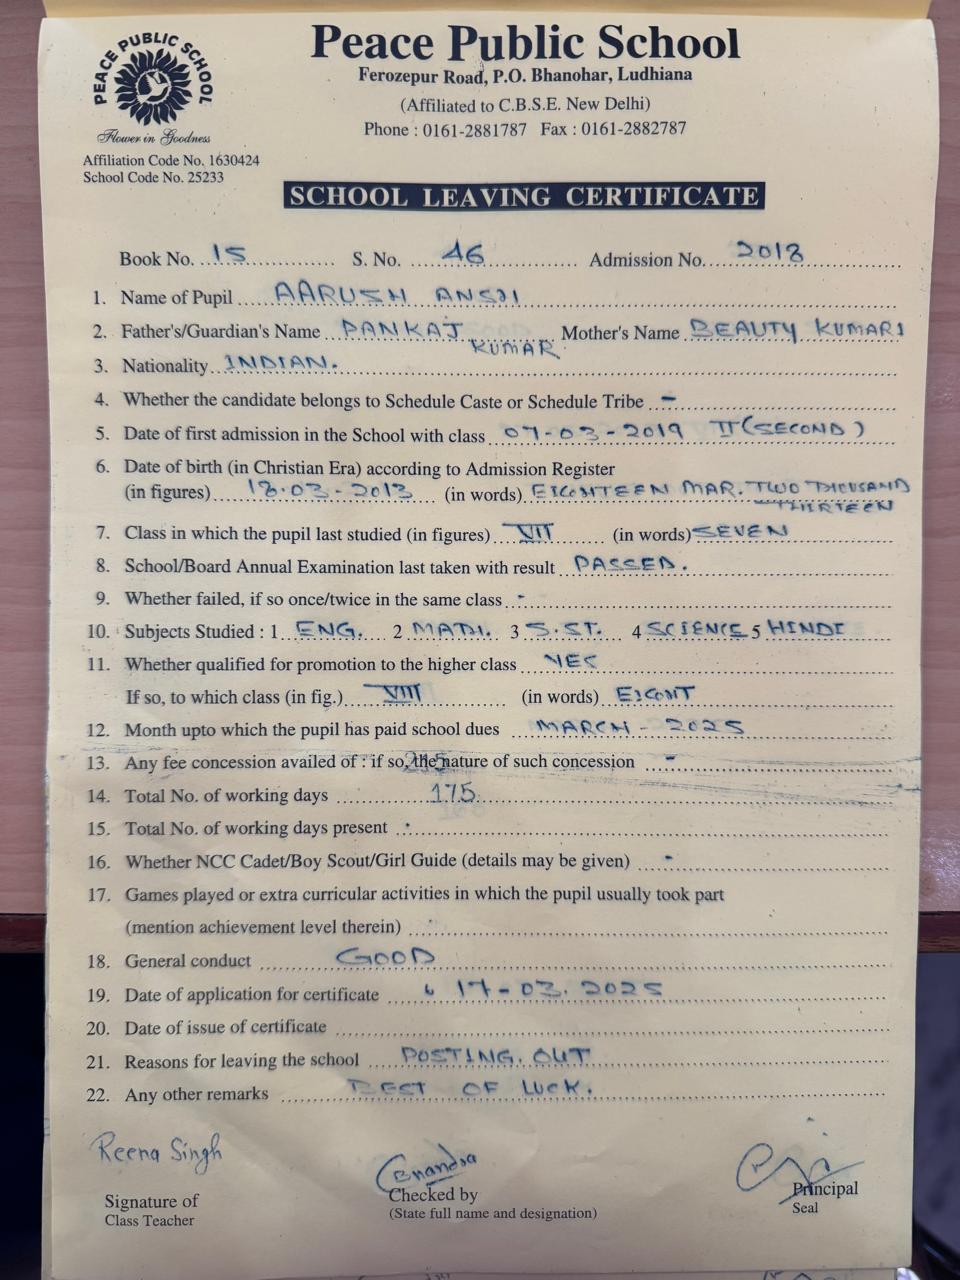 PEACE PUBLIC SCHOOL
Flower in Goodness
Affiliation Code No. 1630424
School Code No. 25233
Peace Public School
Ferozepur Road, P.O. Bhanohar, Ludhiana
(Affiliated to C.B.S.E. New Delhi)
Phone : 0161-2881787 Fax : 0161-2882787
SCHOOL LEAVING CERTIFICATE
Book No. 15 S. No. 46 Admission No. 2018
1. Name of Pupil AARUSH
2. Father's/Guardian's Name PANKAJ KUMAR Mother's Name BEAUTY KUMARI
3. Nationality INDIAN.
4. Whether the candidate belongs to Schedule Caste or Schedule Tribe -
5. Date of first admission in the School with class 07-03-2019 II (SECOND)
6. Date of birth (in Christian Era) according to Admission Register
(in figures) 18.03-2013 (in words) EIGHTEEN MAR. TWO THOUSAND THIRTEEN
7. Class in which the pupil last studied (in figures) VII (in words) SEVEN
8. School/Board Annual Examination last taken with result PASSED.
9. Whether failed, if so once/twice in the same class -
10. Subjects Studied : 1 ENG. 2 MATH. 3 S.ST. 4 SCIENCE 5 HINDI
11. Whether qualified for promotion to the higher class YES
If so, to which class (in fig.) VIII (in words) EIGHT
12. Month upto which the pupil has paid school dues MARCH - 2025
13. Any fee concession availed of : if so, the nature of such concession -
14. Total No. of working days 175
15. Total No. of working days present
16. Whether NCC Cadet/Boy Scout/Girl Guide (details may be given) -
17. Games played or extra curricular activities in which the pupil usually took part
(mention achievement level therein)
18. General conduct GOOD
19. Date of application for certificate 17-03.2025
20. Date of issue of certificate
21. Reasons for leaving the school POSTING OUT
22. Any other remarks BEST OF LUCK.
Reena Singh
Signature of
Class Teacher
Checked by
(State full name and designation)
Principal
Seal